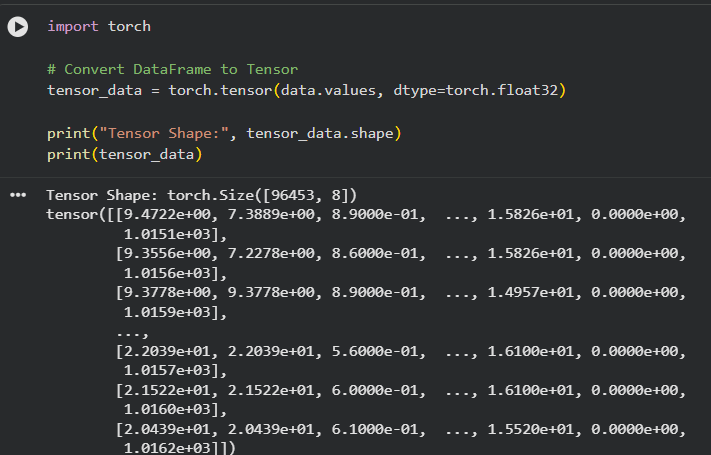 import torch
# Convert DataFrame to Tensor
tensor_data = torch.tensor(data.values, dtype=torch.float32)
print("Tensor Shape:", tensor_data.shape)
print(tensor_data)
Tensor Shape: torch.Size([96453, 8])
tensor([[9.4722e+00, 7.3889e+00, 8.9000e-01,  ..., 1.5826e+01, 0.0000e+00,
         1.0151e+03],
        [9.3556e+00, 7.2278e+00, 8.6000e-01,  ..., 1.5826e+01, 0.0000e+00,
         1.0156e+03],
        [9.3778e+00, 9.3778e+00, 8.9000e-01,  ..., 1.4957e+01, 0.0000e+00,
         1.0159e+03],
        ...,
        [2.2039e+01, 2.2039e+01, 5.6000e-01,  ..., 1.6100e+01, 0.0000e+00,
         1.0157e+03],
        [2.1522e+01, 2.1522e+01, 6.0000e-01,  ..., 1.6100e+01, 0.0000e+00,
         1.0160e+03],
        [2.0439e+01, 2.0439e+01, 6.1000e-01,  ..., 1.5520e+01, 0.0000e+00,
         1.0162e+03]])